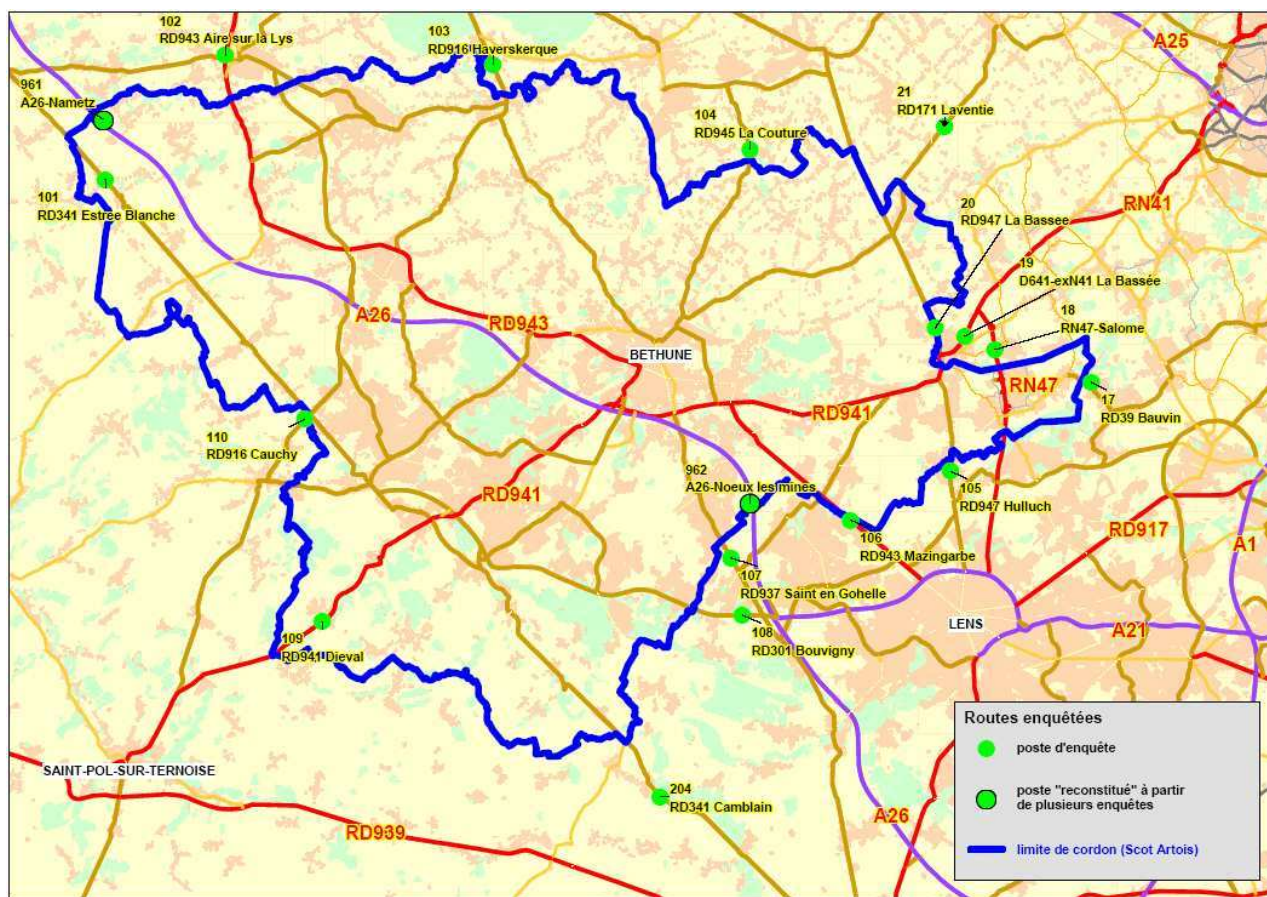 102
RD943 Aire sur la Lys
103
RD916 Haverskerque
A25
961
A26-Nametz
21
RD171 Laventie
104
RD945 La Couture
101
RD341 Estrée Blanche
RN41
20
RD947 La Bassée
19
D641-exN41 La Bassée
18
RN47-Salome
A26
RD943
BETHUNE
RN47
17
RD39 Bauvin
RD941
110
RD916 Cauchy
962
A26-Noeux les mines
RD941
105
RD947 Hulluch
106
RD943 Mazingarbe
RD917
A1
107
RD937 Saint en Gohelle
108
RD301 Bouvigny
LENS
A21
109
RD941 Dieval
SAINT-POL-SUR-TERNOISE
204
RD341 Camblain
RD939
A26
Routes enquêtées
poste d'enquête
poste "reconstitué" à partir
de plusieurs enquêtes
limite de cordon (Scot Artois)